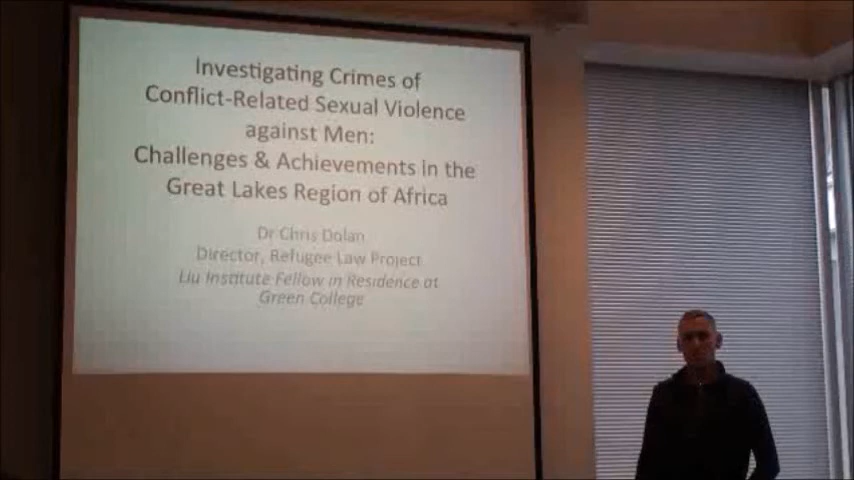 Investigating Crimes of
Conflict-Related Sexual Violence
against Men:
Challenges & Achievements in the
Great Lakes Region of Africa
Dr Chris Dolan
Director, Refugee Law Project
Liu Institute Fellow in Residence at
Green College